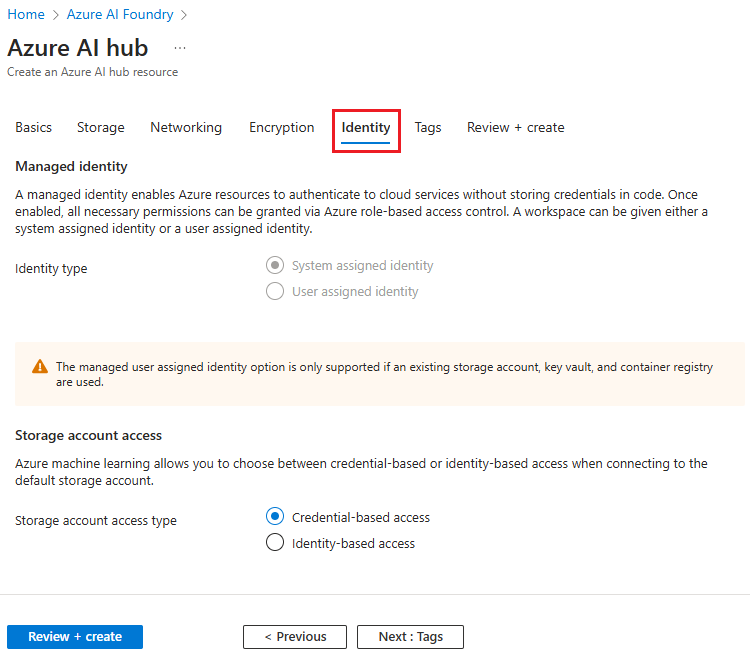 Home > Azure AI Foundry >
Azure AI hub ...
Create an Azure AI hub resource
Basics Storage Networking Encryption Identity Tags Review + create
Managed identity
A managed identity enables Azure resources to authenticate to cloud services without storing credentials in code. Once
enabled, all necessary permissions can be granted via Azure role-based access control. A workspace can be given either a
system assigned identity or a user assigned identity.
Identity type
System assigned identity
User assigned identity
The managed user assigned identity option is only supported if an existing storage account, key vault, and container registry
are used.
Storage account access
Azure machine learning allows you to choose between credential-based or identity-based access when connecting to the
default storage account.
Storage account access type
Credential-based access
Identity-based access
Review + create < Previous Next : Tags